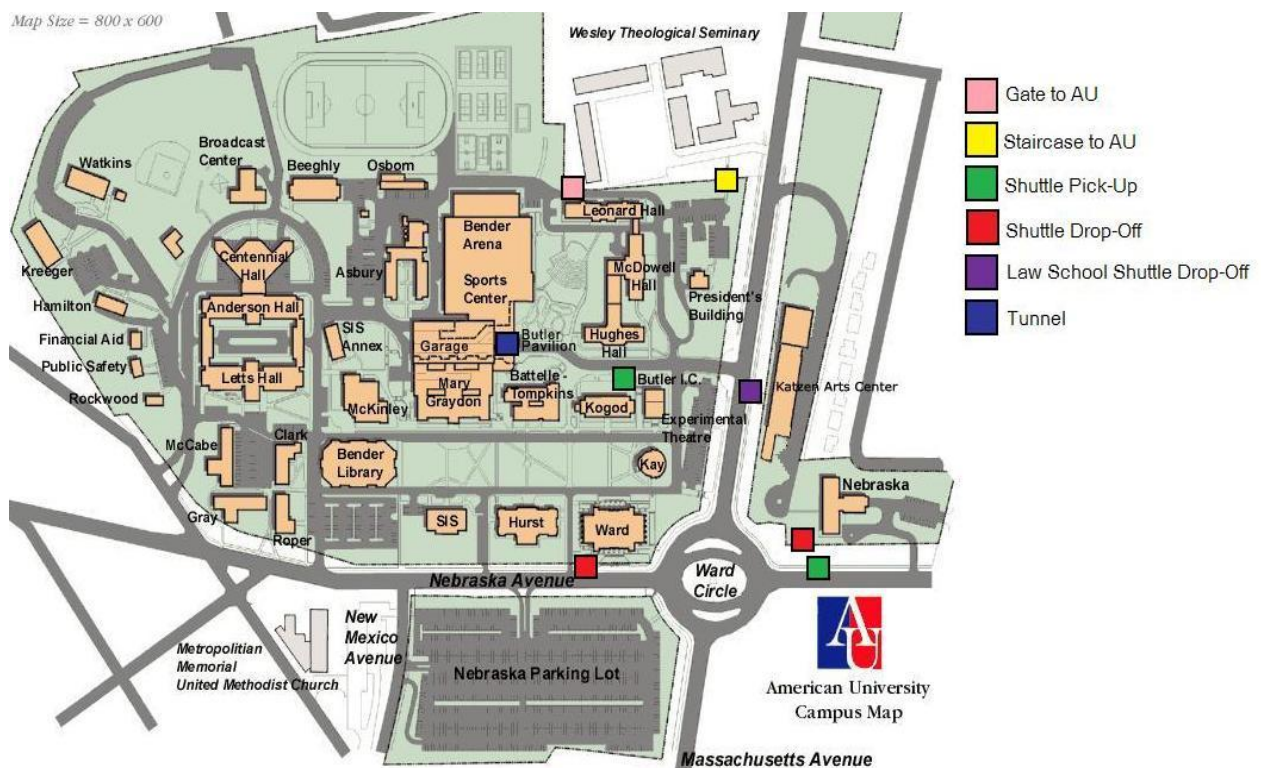 Map Size = 800 x 600
Wesley Theological Seminary
Gate to AU
Staircase to AU
Shuttle Pick-Up
Shuttle Drop-Off
Law School Shuttle Drop-Off
Tunnel
Watkins
Broadcast
Center
Beeghly
Osborn
Leonard Hall
Bender
Arena
Sports
Center
Kreeger
Centennial
Hall
Asbury
McDowell
Hall
President's
Building
Hamilton
Anderson Hall
SIS
Annex
Garage
Butler
Pavilion
Hughes
Hall
Financial Aid
Public Safety
Letts Hall
Rockwood
McKinley
Mary
Graydon
Battelle -
Tompkins
Kogod
Butler I.C.
Katzen Arts Center
Experimental
Theatre
McCabe
Clark
Bender
Library
Kay
Nebraska
Gray
Roper
SIS
Hurst
Ward
Nebraska Avenue
Ward
Circle
New
Mexico
Avenue
Metropolitan
Memorial
United Methodist Church
Nebraska Parking Lot
AU
American University
Campus Map
Massachusetts Avenue